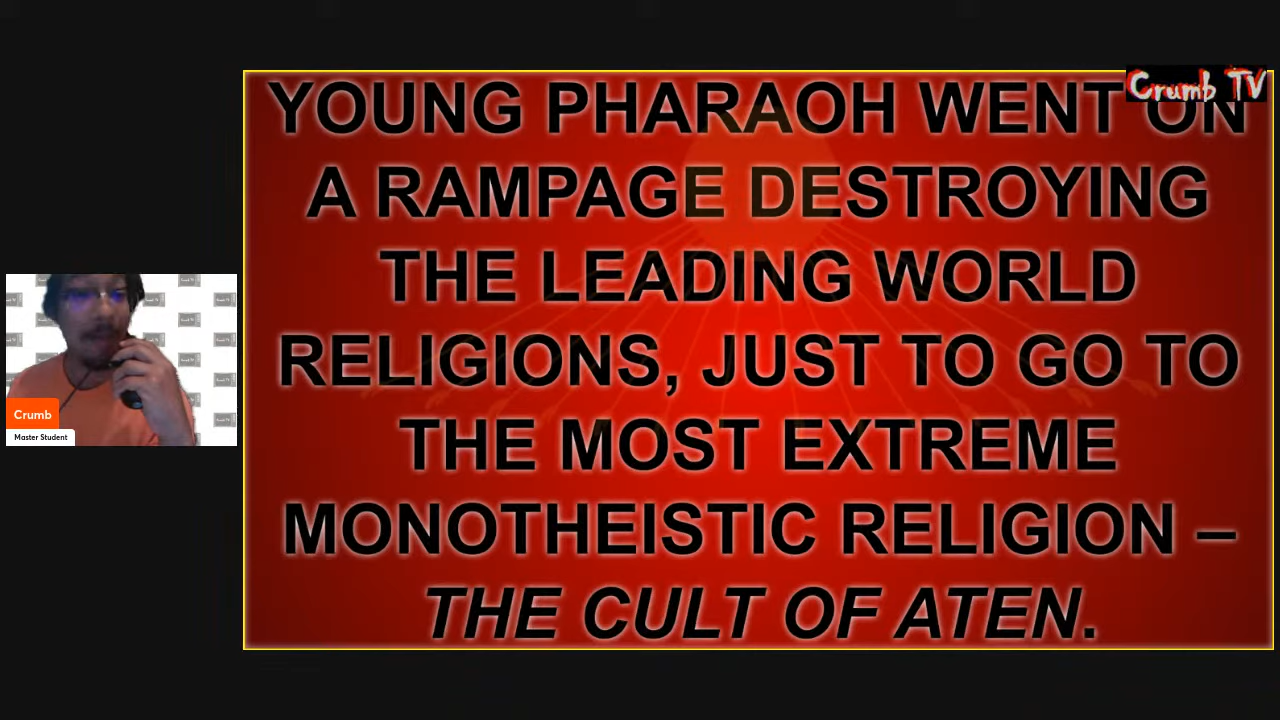 Crumb TV
YOUNG PHARAOH WENT ON
A RAMPAGE DESTROYING
THE LEADING WORLD
RELIGIONS, JUST TO GO TO
THE MOST EXTREME
MONOTHEISTIC RELIGION –
THE CULT OF ATEN.
Crumb
Master Student